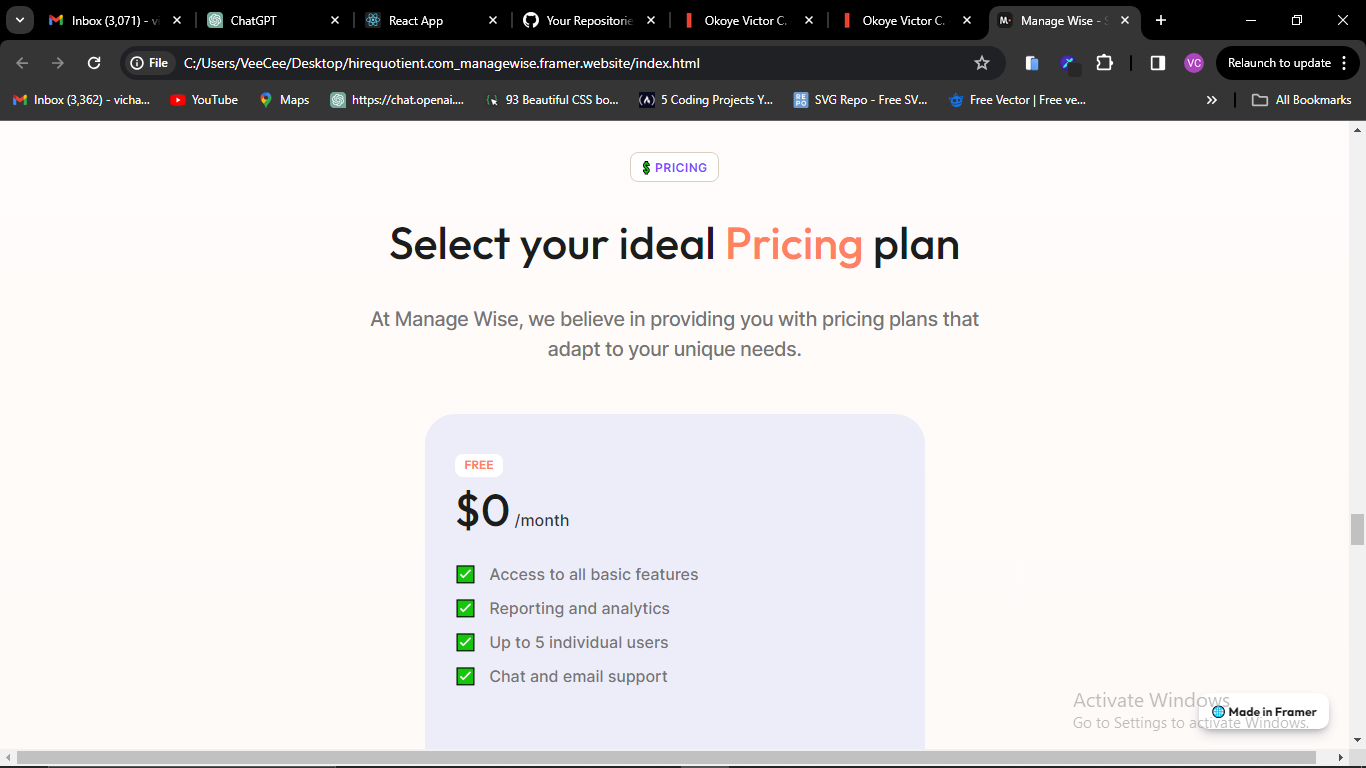 Inbox (3,071) - vi
ChatGPT
React App
Your Repositorie
Okoye Victor C.
Okoye Victor C.
Manage Wise - S
File
C:/Users/VeeCee/Desktop/hirequotient.com_managewise.framer.website/index.html
VC
Relaunch to update
Inbox (3,362) - vicha...
YouTube
Maps
https://chat.openai....
93 Beautiful CSS bo...
5 Coding Projects Y...
SVG Repo - Free SV...
Free Vector | Free ve...
All Bookmarks
💲 PRICING
Select your ideal Pricing plan
At Manage Wise, we believe in providing you with pricing plans that
adapt to your unique needs.
FREE
$0 /month
Access to all basic features
Reporting and analytics
Up to 5 individual users
Chat and email support
Activate Windows
Go to Settings to activate Windows.
Made in Framer